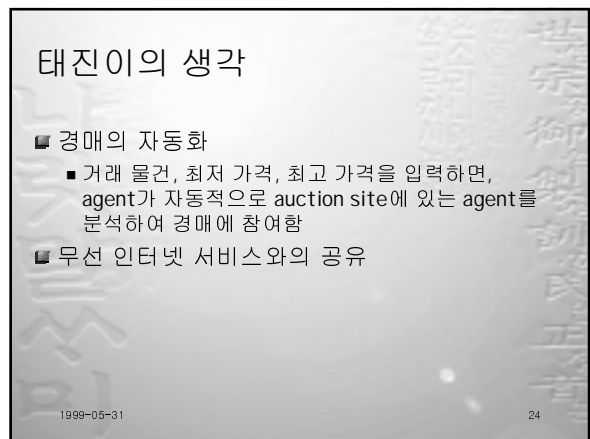 태진이의 생각
경매의 자동화
거래 물건, 최저 가격, 최고 가격을 입력하면,
agent가 자동적으로 auction site에 있는 agent를
분석하여 경매에 참여함
무선 인터넷 서비스와의 공유
1999-05-31
24